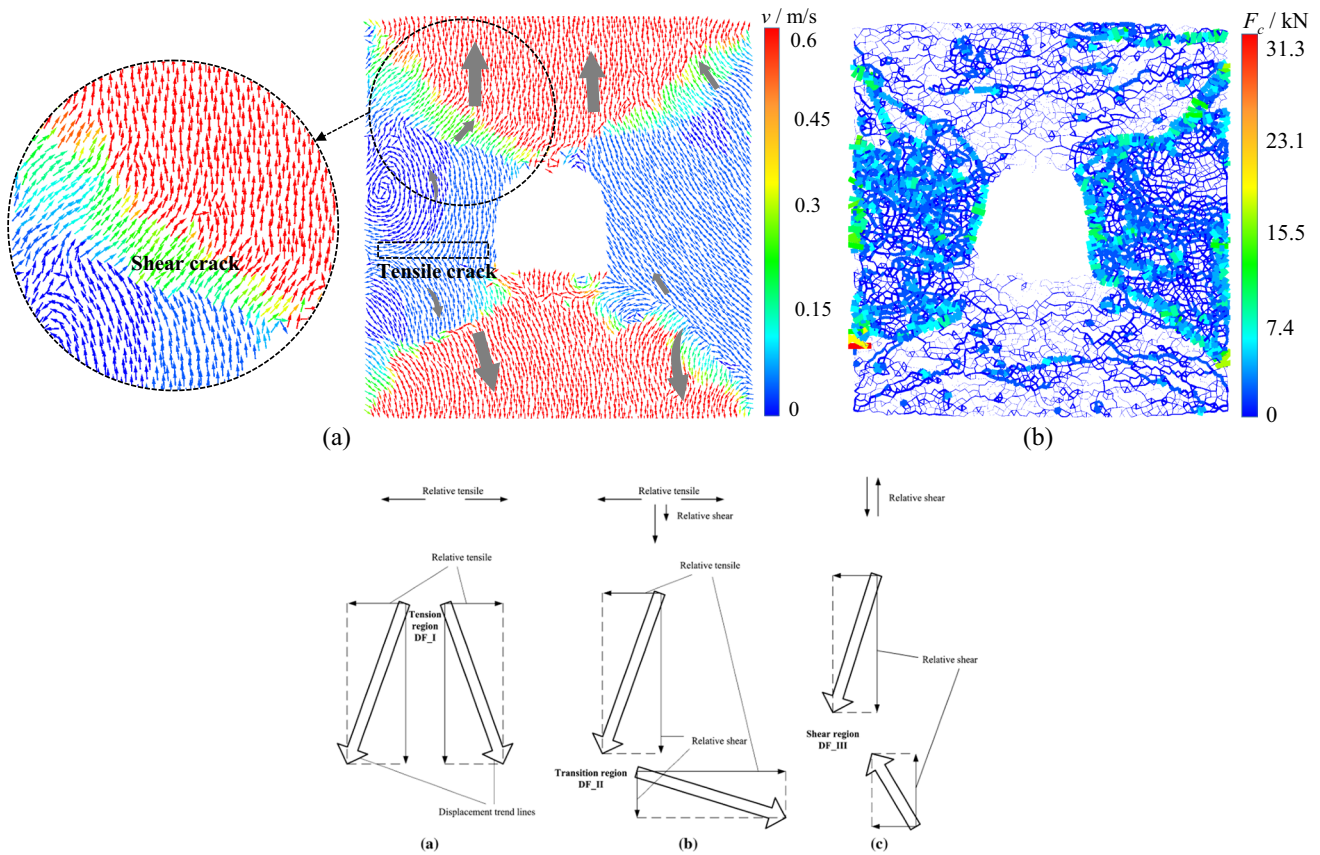 v / m/s
0.6
0.45
0.3
0.15
0
Shear crack
Tensile crack
(a)
F_c / kN
31.3
23.1
15.5
7.4
0
(b)
Relative tensile
Relative tensile
Tension
region
DF_I
Displacement trend lines
(a)
Relative tensile
Relative shear
Relative tensile
Relative shear
Transition region
DF_II
(b)
Relative shear
Relative shear
Shear region
DF_III
(c)